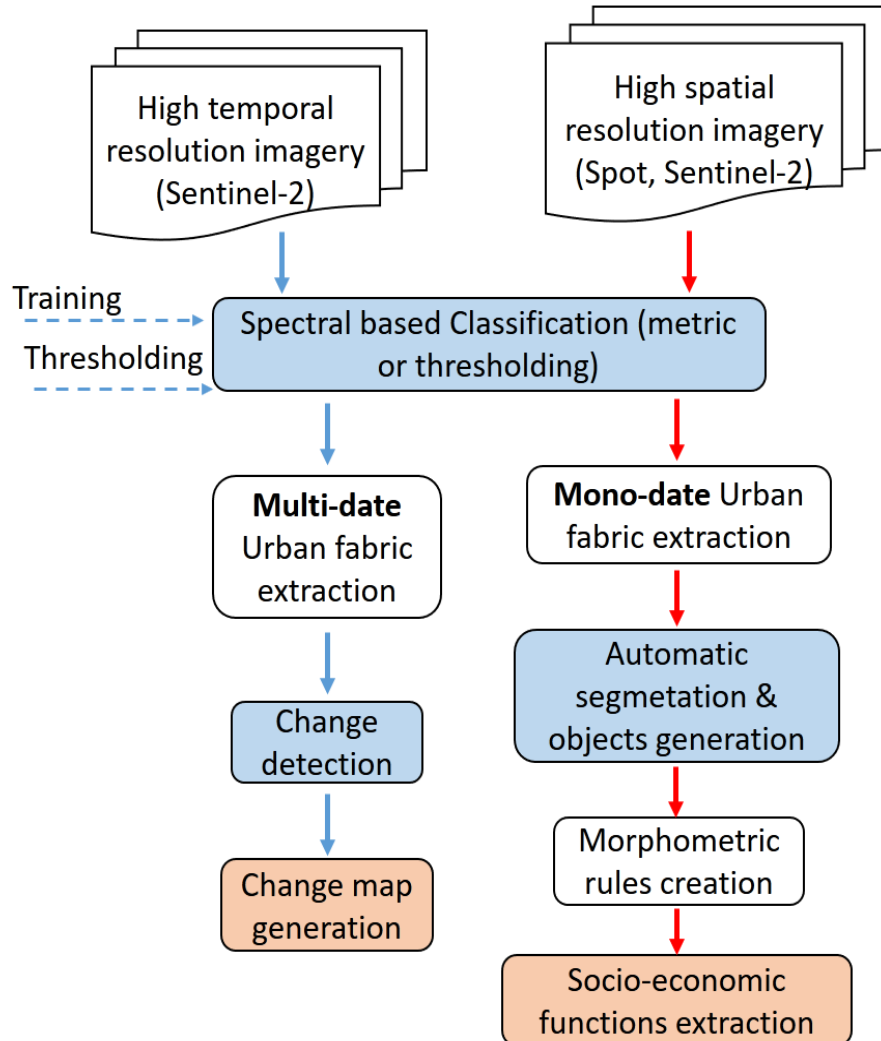 High temporal
resolution imagery
(Sentinel-2)
High spatial
resolution imagery
(Spot, Sentinel-2)
Training
Thresholding
Spectral based Classification (metric
or thresholding)
Multi-date
Urban fabric
extraction
Mono-date Urban
fabric extraction
Change
detection
Automatic
segmetation &
objects generation
Change map
generation
Morphometric
rules creation
Socio-economic
functions extraction